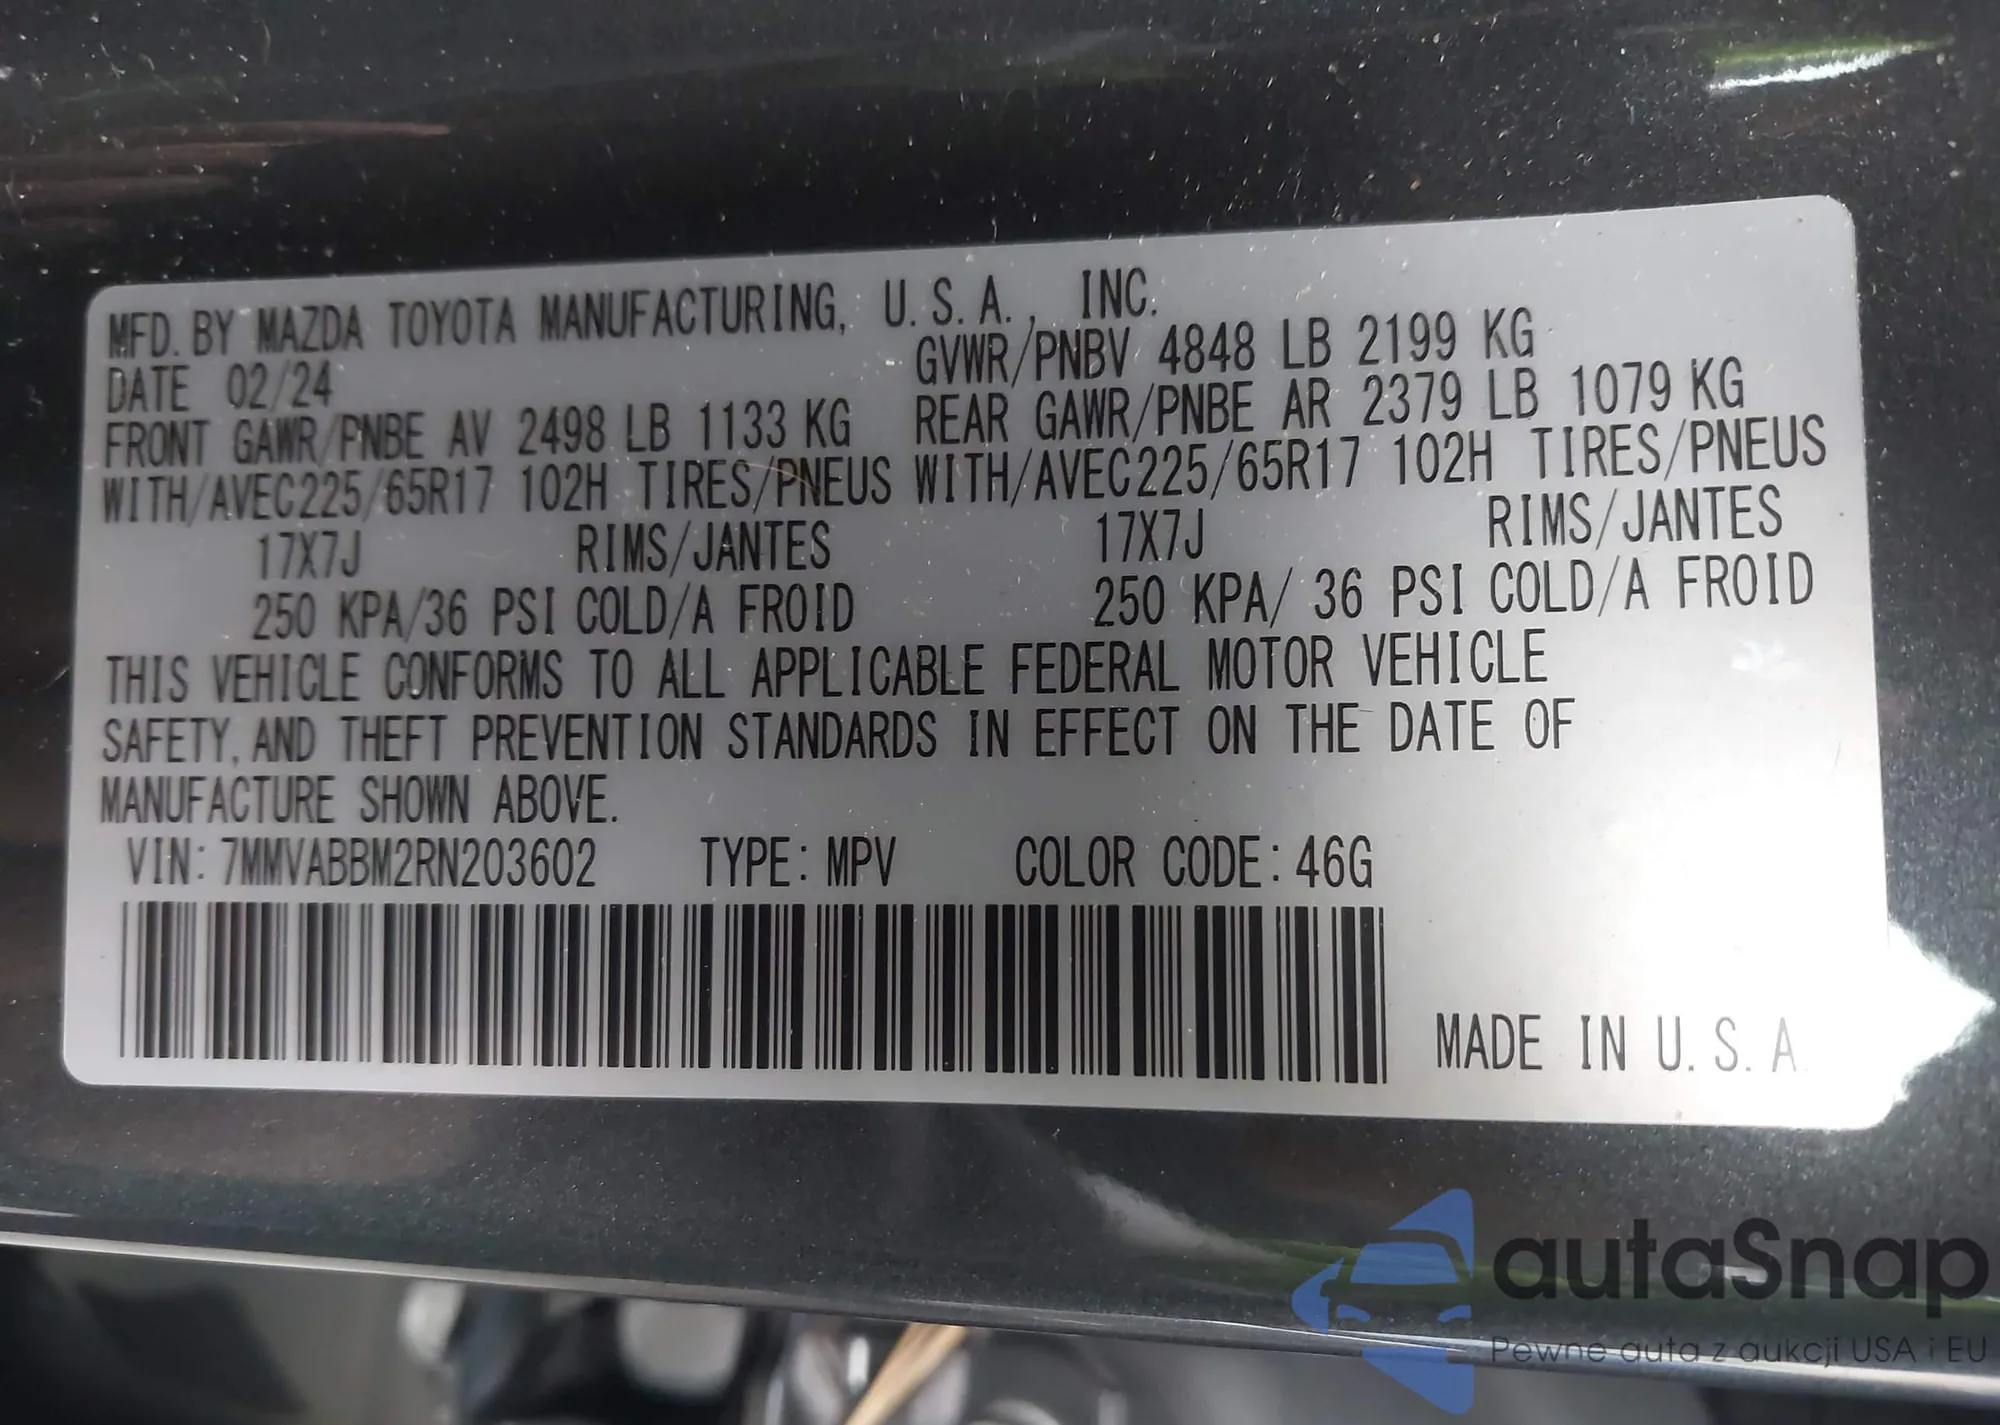 MFD. BY MAZDA TOYOTA MANUFACTURING, U.S.A., INC.
DATE 02/24 GVWR/PNBV 4848 LB 2199 KG
FRONT GAWR/PNBE AV 2498 LB 1133 KG REAR GAWR/PNBE AR 2379 LB 1079 KG
WITH/AVEC225/65R17 102H TIRES/PNEUS WITH/AVEC225/65R17 102H TIRES/PNEUS
17X7J RIMS/JANTES 17X7J RIMS/JANTES
250 KPA/36 PSI COLD/A FROID 250 KPA/ 36 PSI COLD/A FROID
THIS VEHICLE CONFORMS TO ALL APPLICABLE FEDERAL MOTOR VEHICLE
SAFETY, AND THEFT PREVENTION STANDARDS IN EFFECT ON THE DATE OF
MANUFACTURE SHOWN ABOVE.
VIN: 7MMVABBM2RN203602 TYPE: MPV COLOR CODE: 46G
MADE IN U.S.A.
autaSnap
Pewne auta z aukcji USA i EU